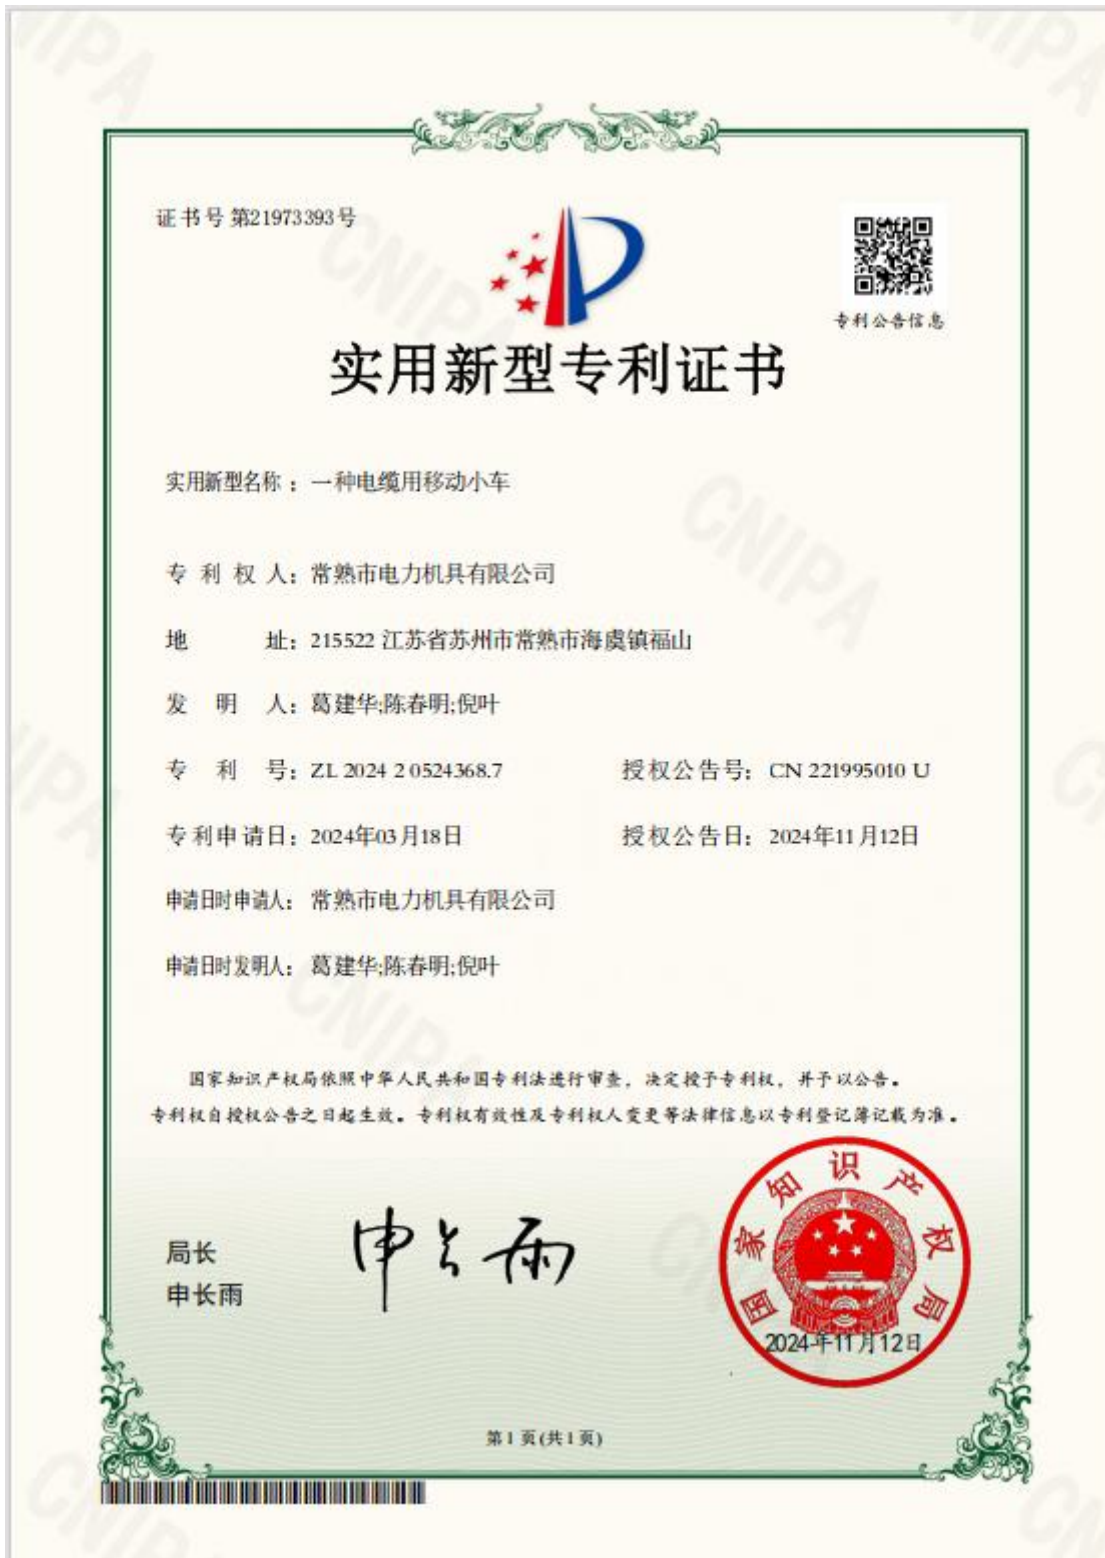 证书号第21973393号
专利公告信息
实用新型专利证书
实用新型名称：一种电缆用移动小车
专利权人：常熟市电力机具有限公司
地址：215522 江苏省苏州市常熟市海虞镇福山
发明人：葛建华;陈春明;倪叶
专利号：ZL 2024 2 0524368.7 授权公告号：CN 221995010 U
专利申请日：2024年03月18日 授权公告日：2024年11月12日
申请日时申请人：常熟市电力机具有限公司
申请日时发明人：葛建华;陈春明;倪叶
国家知识产权局依照中华人民共和国专利法进行审查，决定授予专利权，并予以公告。
专利权自授权公告之日起生效。专利权有效性及专利权人变更等法律信息以专利登记簿记载为准。
局长
申长雨
申长雨
国家知识产权局
2024年11月12日
第1页(共1页)
CNIPA